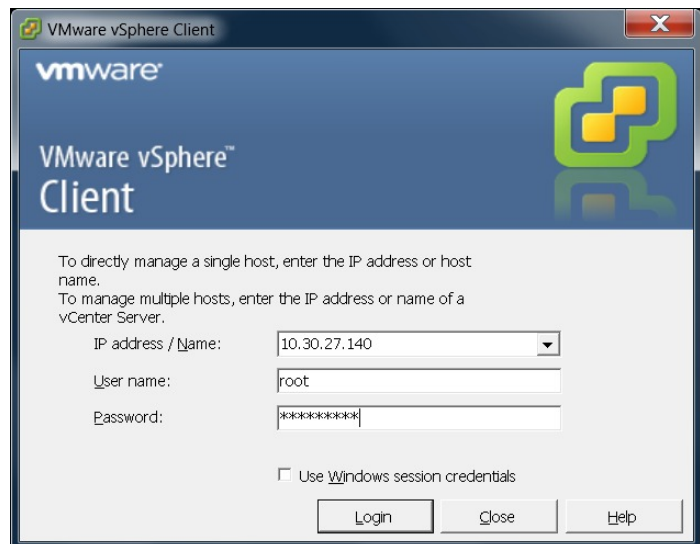 VMware vSphere Client
X
vmware®
VMware vSphere™
Client
To directly manage a single host, enter the IP address or host
name.
To manage multiple hosts, enter the IP address or name of a
vCenter Server.
IP address / Name: 10.30.27.140
User name: root
Password: *********
Use Windows session credentials
Login Close Help